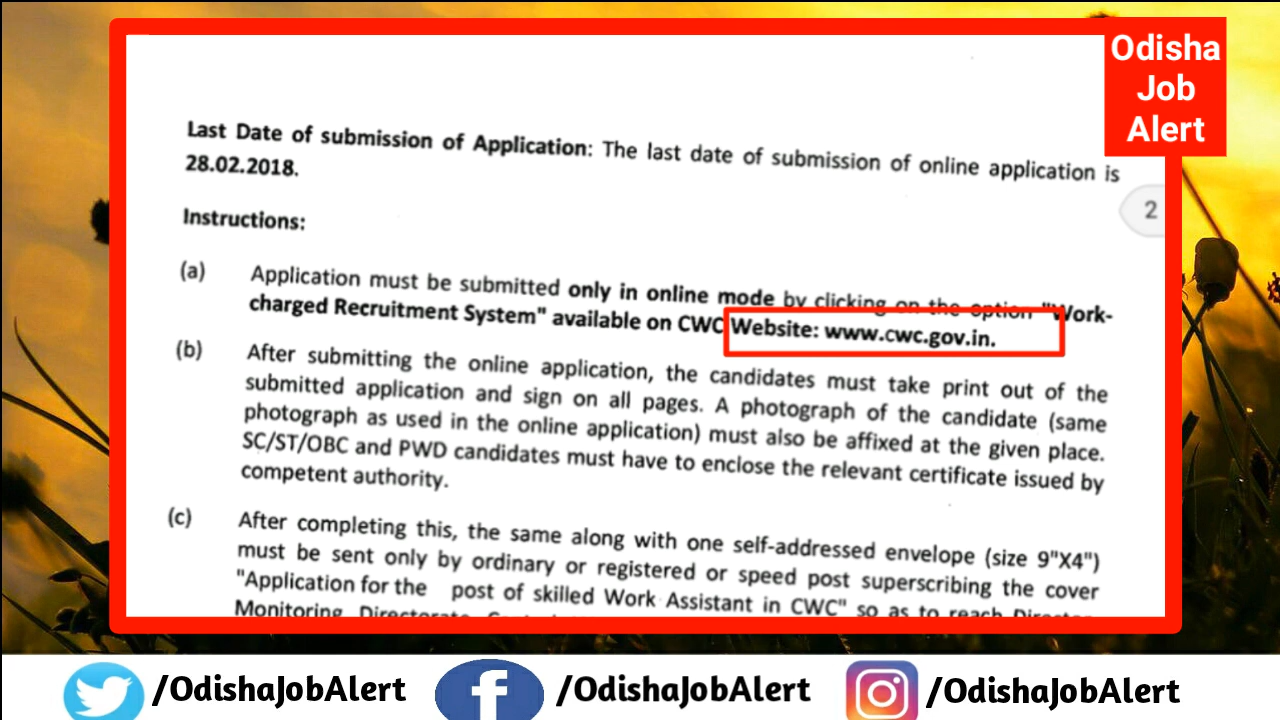 Odisha
Job
Alert
Last Date of submission of Application: The last date of submission of online application is
28.02.2018.
2
Instructions:
(a) Application must be submitted only in online mode by clicking on the option "Work-
charged Recruitment System" available on CWC Website: www.cwc.gov.in.
(b) After submitting the online application, the candidates must take print out of the
submitted application and sign on all pages. A photograph of the candidate (same
photograph as used in the online application) must also be affixed at the given place.
SC/ST/OBC and PWD candidates must have to enclose the relevant certificate issued by
competent authority.
(c) After completing this, the same along with one self-addressed envelope (size 9"X4")
must be sent only by ordinary or registered or speed post superscribing the cover
"Application for the post of skilled Work Assistant in CWC" so as to reach Director
Monitoring Directorate
/OdishaJobAlert /OdishaJobAlert /OdishaJobAlert